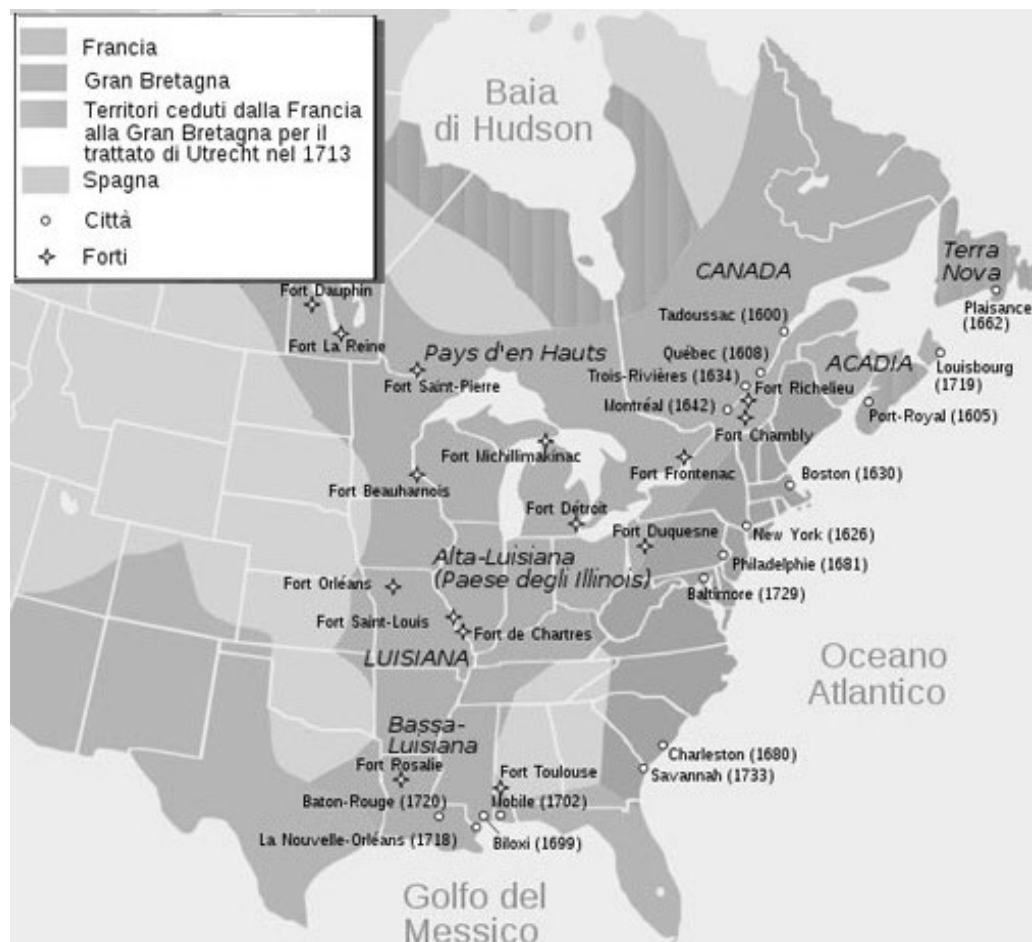 Francia
Gran Bretagna
Territori ceduti dalla Francia
alla Gran Bretagna per il
trattato di Utrecht nel 1713
Spagna
Città
Forti
Baia
di Hudson
CANADA
Terra
Nova
Plaisance
(1662)
Fort Dauphin
Fort La Reine
Tadoussac (1600)
Pays d'en Hauts
Québec (1608)
ACADIA
Louisbourg
(1719)
Fort Saint-Pierre
Trois-Rivières (1634)
Fort Richelieu
Montréal (1642)
Port-Royal (1605)
Fort Chambly
Fort Michillimakinac
Fort Frontenac
Boston (1630)
Fort Beauharnois
Fort Détroit
Fort Duquesne
New York (1626)
Alta-Luisiana
(Paese degli Illinois)
Philadelphie (1681)
Fort Orléans
Baltimore (1729)
Fort Saint-Louis
Fort de Chartres
LUISIANA
Oceano
Atlantico
Bassa-
Luisiana
Fort Rosalie
Fort Toulouse
Charleston (1680)
Savannah (1733)
Baton-Rouge (1720)
Mobile (1702)
La Nouvelle-Orléans (1718)
Biloxi (1699)
Golfo del
Messico